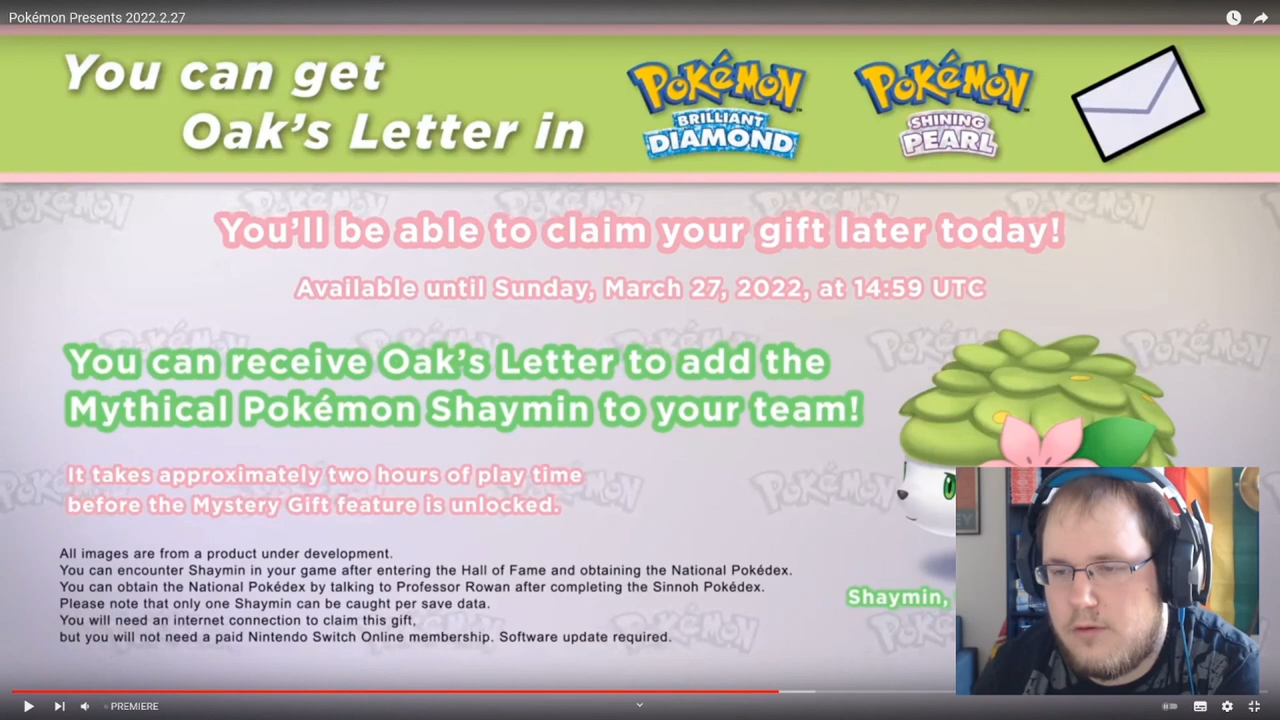 Pokémon Presents 2022.2.27
You can get
Oak's Letter in
POKéMON
BRILLIANT
DIAMOND
POKéMON
SHINING
PEARL
You'll be able to claim your gift later today!
Available until Sunday, March 27, 2022, at 14:59 UTC
You can receive Oak's Letter to add the
Mythical Pokémon Shaymin to your team!
It takes approximately two hours of play time
before the Mystery Gift feature is unlocked.
All images are from a product under development.
You can encounter Shaymin in your game after entering the Hall of Fame and obtaining the National Pokédex.
You can obtain the National Pokédex by talking to Professor Rowan after completing the Sinnoh Pokédex.
Please note that only one Shaymin can be caught per save data.
You will need an internet connection to claim this gift,
but you will not need a paid Nintendo Switch Online membership. Software update required.
Shaymin,
PREMIERE